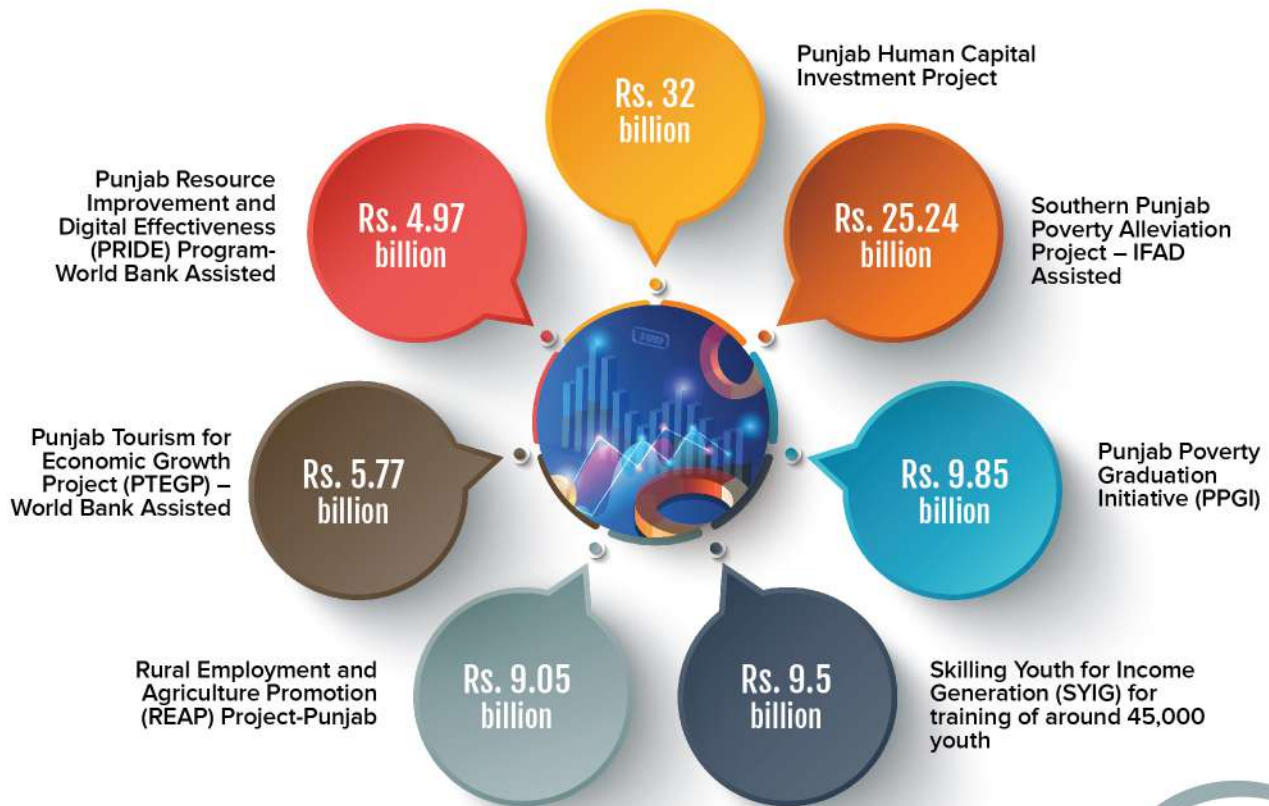 Rs. 32
billion
Punjab Human Capital
Investment Project
Rs. 25.24
billion
Southern Punjab
Poverty Alleviation
Project – IFAD
Assisted
Rs. 9.85
billion
Punjab Poverty
Graduation
Initiative (PPGI)
Rs. 9.5
billion
Skilling Youth for Income
Generation (SYIG) for
training of around 45,000
youth
Rs. 9.05
billion
Rural Employment and
Agriculture Promotion
(REAP) Project-Punjab
Rs. 5.77
billion
Punjab Tourism for
Economic Growth
Project (PTEGP) –
World Bank Assisted
Rs. 4.97
billion
Punjab Resource
Improvement and
Digital Effectiveness
(PRIDE) Program-
World Bank Assisted